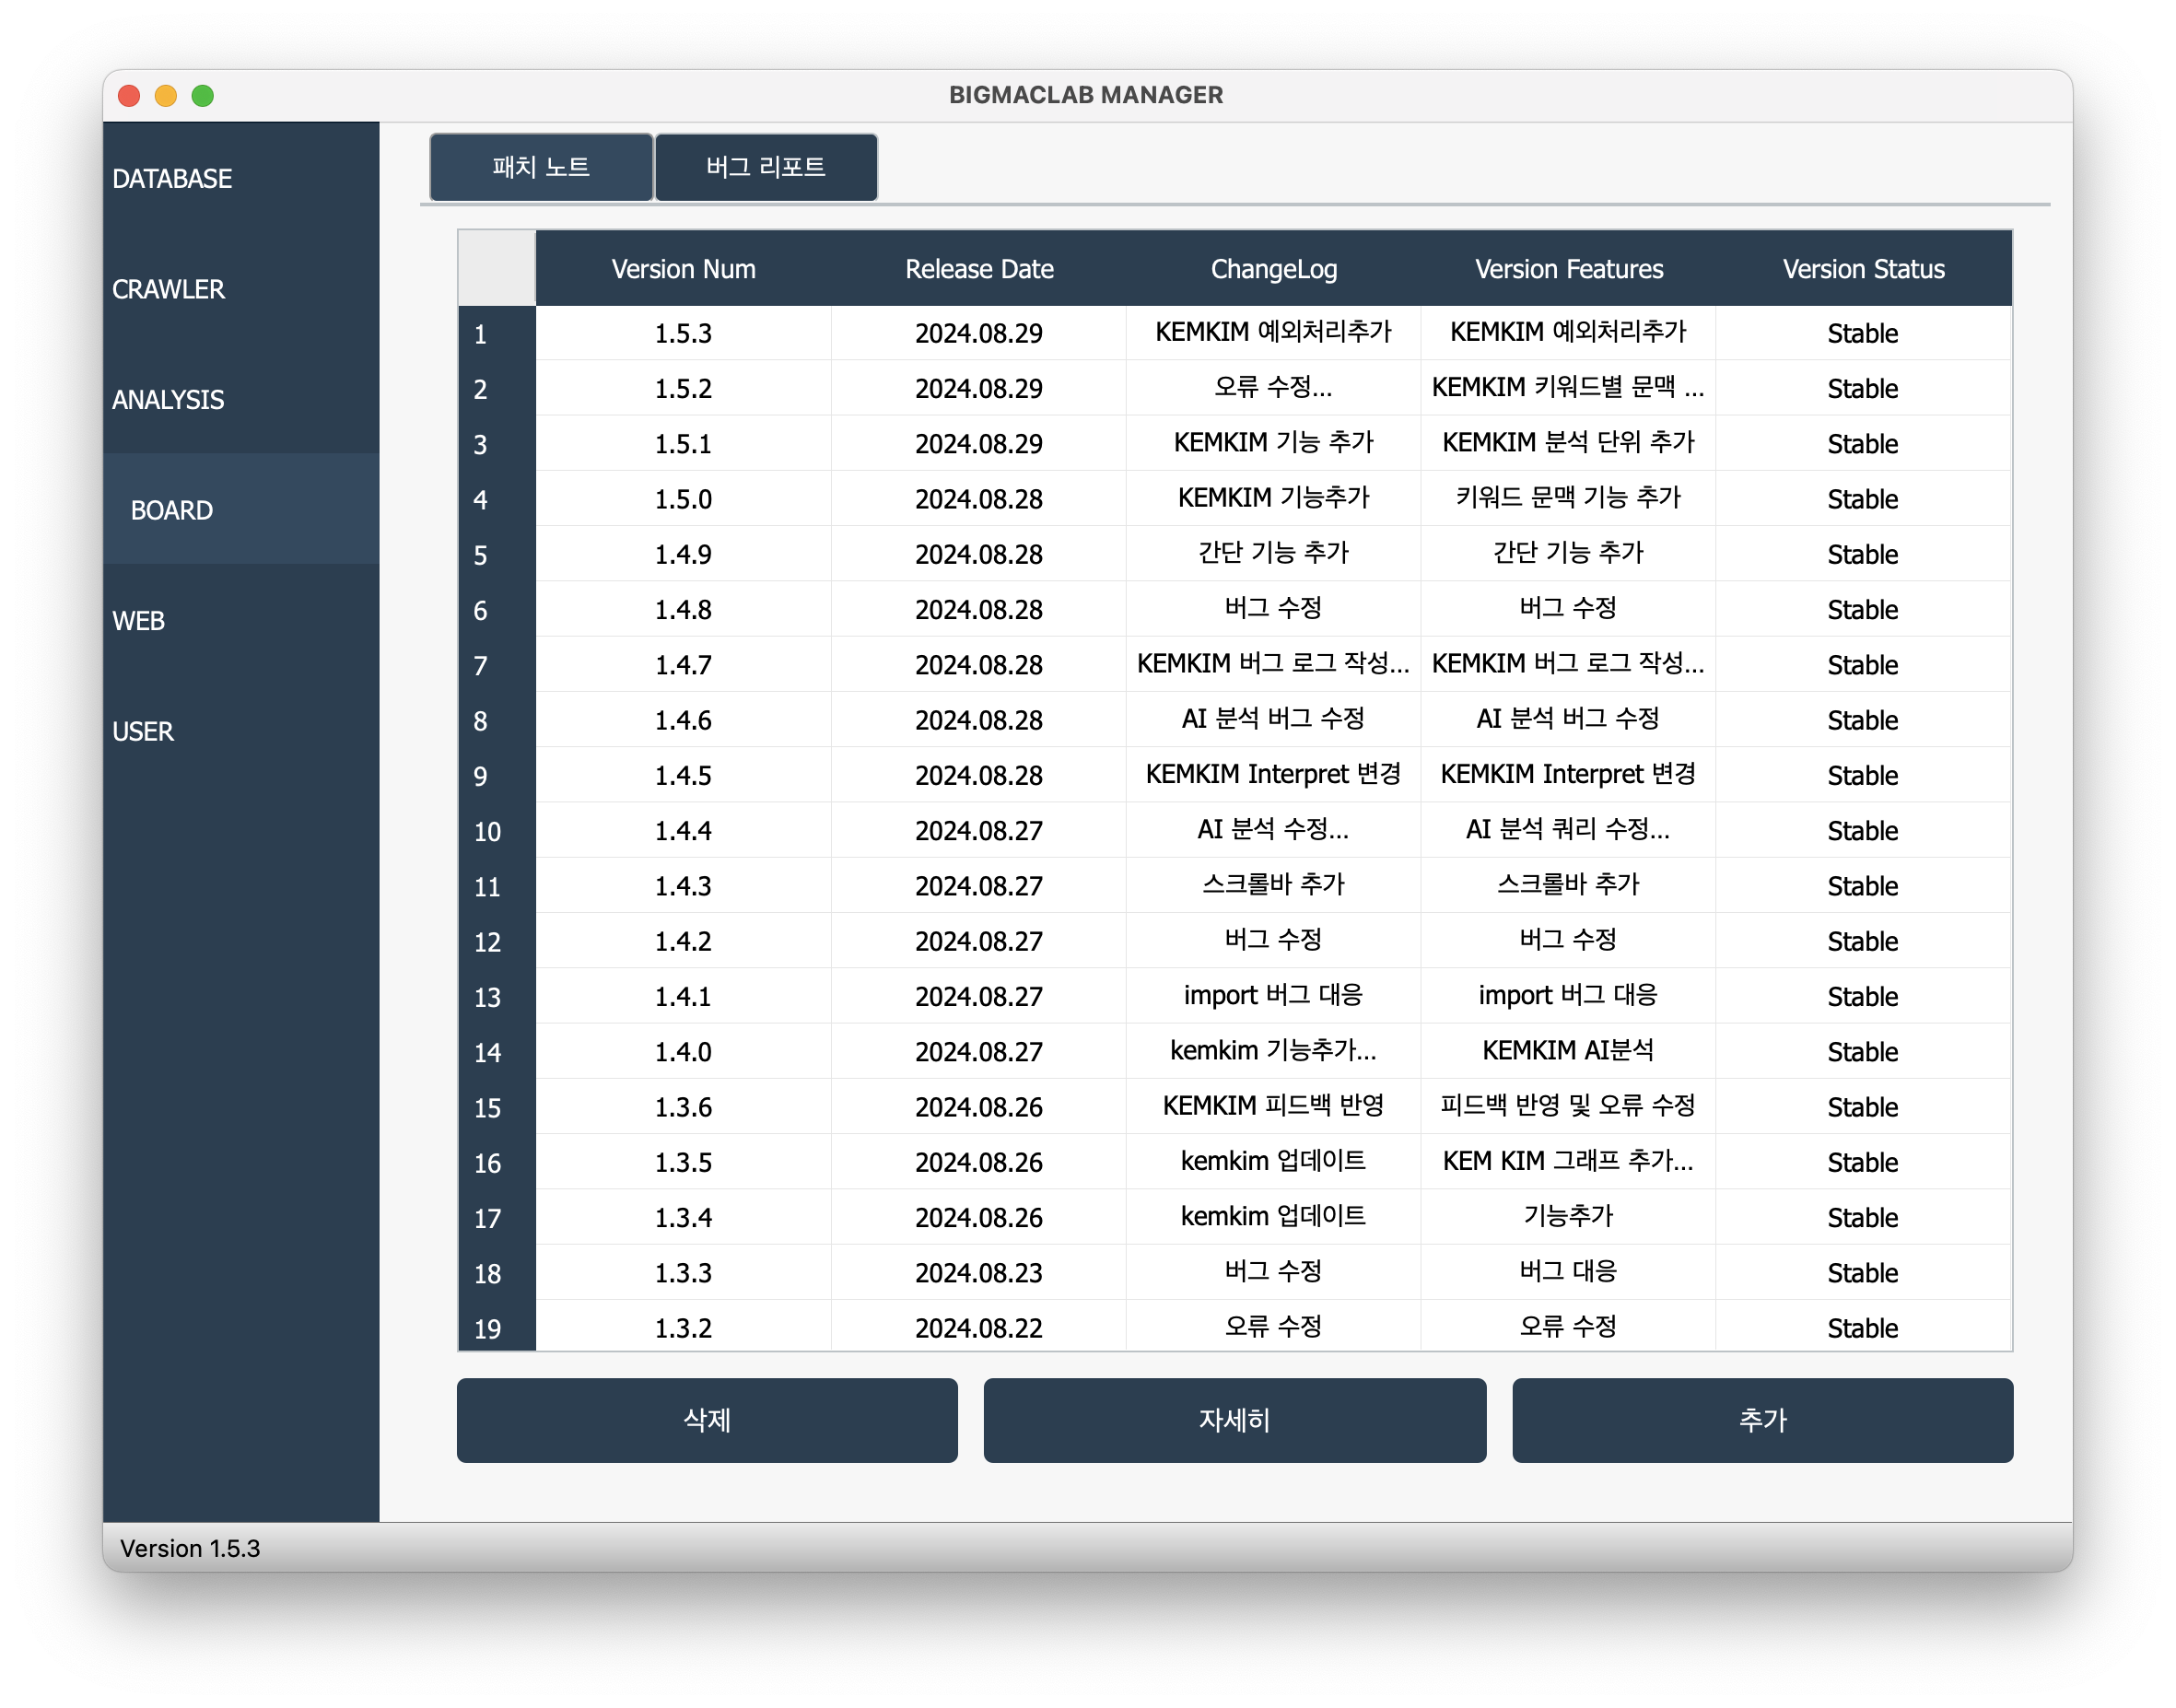 BIGMACLAB MANAGER
DATABASE
CRAWLER
ANALYSIS
BOARD
WEB
USER
패치 노트 버그 리포트
Version Num Release Date ChangeLog Version Features Version Status
1 1.5.3 2024.08.29 KEMKIM 예외처리추가 KEMKIM 예외처리추가 Stable
2 1.5.2 2024.08.29 오류 수정... KEMKIM 키워드별 문맥 ... Stable
3 1.5.1 2024.08.29 KEMKIM 기능 추가 KEMKIM 분석 단위 추가 Stable
4 1.5.0 2024.08.28 KEMKIM 기능추가 키워드 문맥 기능 추가 Stable
5 1.4.9 2024.08.28 간단 기능 추가 간단 기능 추가 Stable
6 1.4.8 2024.08.28 버그 수정 버그 수정 Stable
7 1.4.7 2024.08.28 KEMKIM 버그 로그 작성... KEMKIM 버그 로그 작성... Stable
8 1.4.6 2024.08.28 AI 분석 버그 수정 AI 분석 버그 수정 Stable
9 1.4.5 2024.08.28 KEMKIM Interpret 변경 KEMKIM Interpret 변경 Stable
10 1.4.4 2024.08.27 AI 분석 수정... AI 분석 쿼리 수정... Stable
11 1.4.3 2024.08.27 스크롤바 추가 스크롤바 추가 Stable
12 1.4.2 2024.08.27 버그 수정 버그 수정 Stable
13 1.4.1 2024.08.27 import 버그 대응 import 버그 대응 Stable
14 1.4.0 2024.08.27 kemkim 기능추가... KEMKIM AI분석 Stable
15 1.3.6 2024.08.26 KEMKIM 피드백 반영 피드백 반영 및 오류 수정 Stable
16 1.3.5 2024.08.26 kemkim 업데이트 KEM KIM 그래프 추가... Stable
17 1.3.4 2024.08.26 kemkim 업데이트 기능추가 Stable
18 1.3.3 2024.08.23 버그 수정 버그 대응 Stable
19 1.3.2 2024.08.22 오류 수정 오류 수정 Stable
삭제 자세히 추가
Version 1.5.3